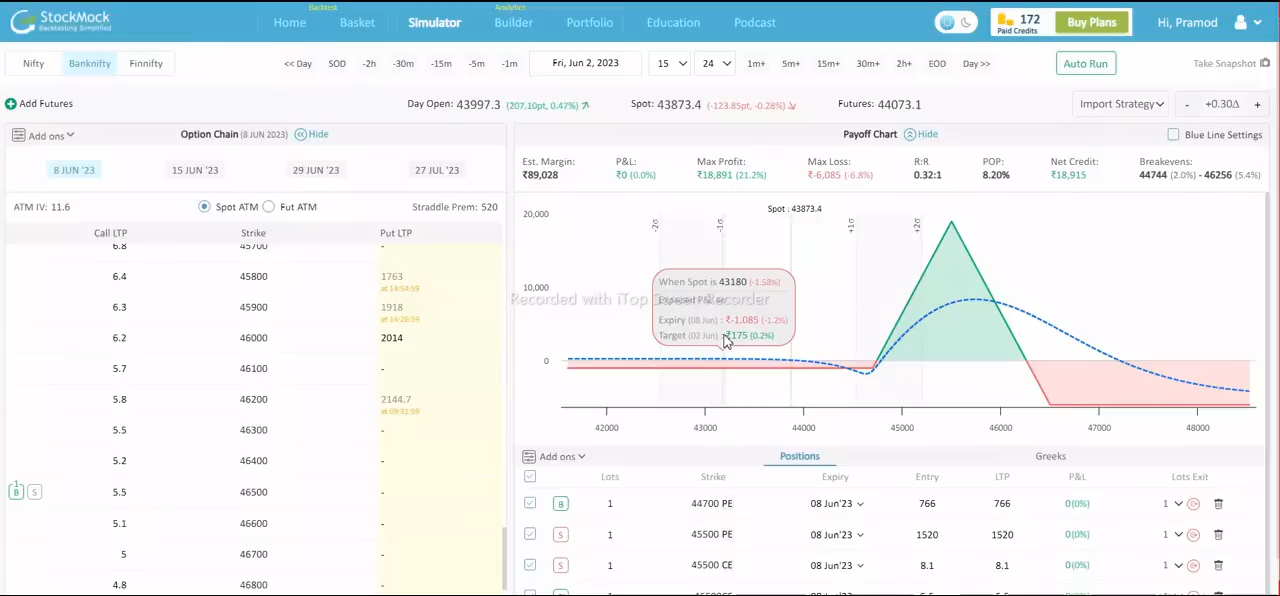 StockMock
Backtesting Simplified
Backtest
Analytics
Home
Basket
Simulator
Builder
Portfolio
Education
Podcast
172
Paid Credits
Buy Plans
Hi, Pramod
Nifty
Banknifty
Finnifty
<< Day
SOD
-2h
-30m
-15m
-5m
-1m
Fri, Jun 2, 2023
15
24
1m+
5m+
15m+
30m+
2h+
EOD
Day >>
Auto Run
Take Snapshot
Add Futures
Day Open: 43997.3 (207.10pt, 0.47%)
Spot: 43873.4 (-123.85pt, -0.28%)
Futures: 44073.1
Import Strategy
- +0.30Δ +
Add ons
Option Chain (8 JUN 2023) Hide
Payoff Chart Hide
Blue Line Settings
8 JUN '23
15 JUN '23
29 JUN '23
27 JUL '23
Est. Margin:
₹89,028
P&L:
₹0 (0.0%)
Max Profit:
₹18,891 (21.2%)
Max Loss:
₹-6,085 (-6.8%)
R:R
0.32:1
POP:
8.20%
Net Credit:
₹18,915
Breakevens:
44744 (2.0%) - 46256 (5.4%)
ATM IV: 11.6
Spot ATM
Fut ATM
Straddle Prem: 520
Call LTP Strike Put LTP
6.8 45700 -
6.4 45800 1763
at 14:54:59
6.3 45900 1918
at 14:26:59
6.2 46000 2014
5.7 46100 -
5.8 46200 2144.7
at 09:31:59
5.5 46300 -
5.2 46400 -
1
B S 5.5 46500 -
5.1 46600 -
5 46700 -
4.8 46800 -
Spot : 43873.4
20,000
10,000
0
-2σ
-1σ
+1σ
+2σ
When Spot is 43180 (-1.58%)
Expected P&L on
Expiry (08 Jun) : ₹-1,085 (-1.2%)
Target (02 Jun) : ₹175 (0.2%)
42000 43000 44000 45000 46000 47000 48000
Add ons
Positions
Greeks
Lots Strike Expiry Entry LTP P&L Lots Exit
B 1 44700 PE 08 Jun'23 766 766 0(0%) 1
S 1 45500 PE 08 Jun'23 1520 1520 0(0%) 1
S 1 45500 CE 08 Jun'23 8.1 8.1 0(0%) 1